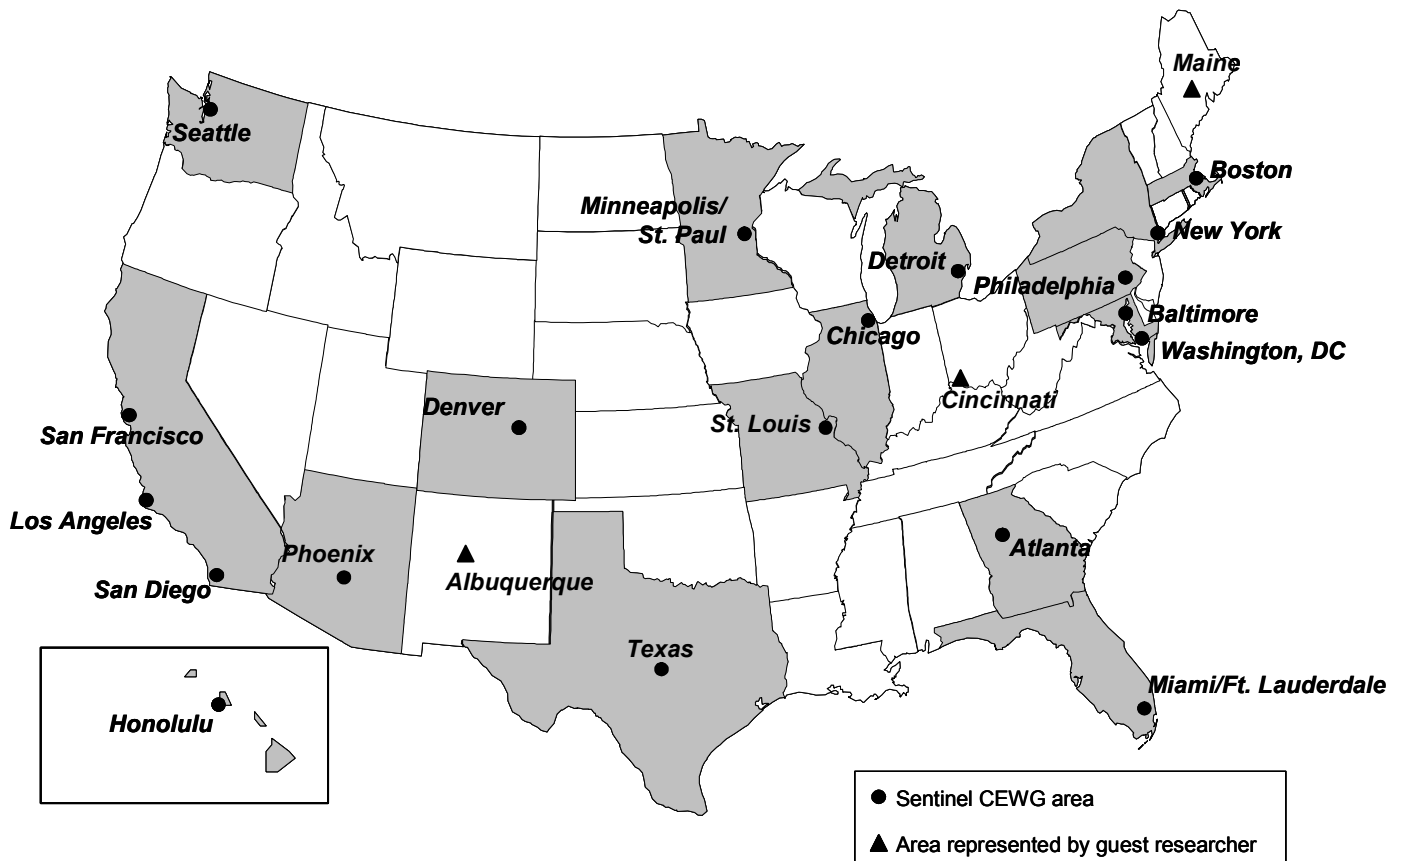 Maine
Seattle
Boston
Minneapolis/
St. Paul
New York
Detroit
Philadelphia
Baltimore
Chicago
Washington, DC
Cincinnati
Denver
St. Louis
San Francisco
Los Angeles
Phoenix
Atlanta
Albuquerque
San Diego
Texas
Miami/Ft. Lauderdale
Honolulu
Sentinel CEWG area
Area represented by guest researcher